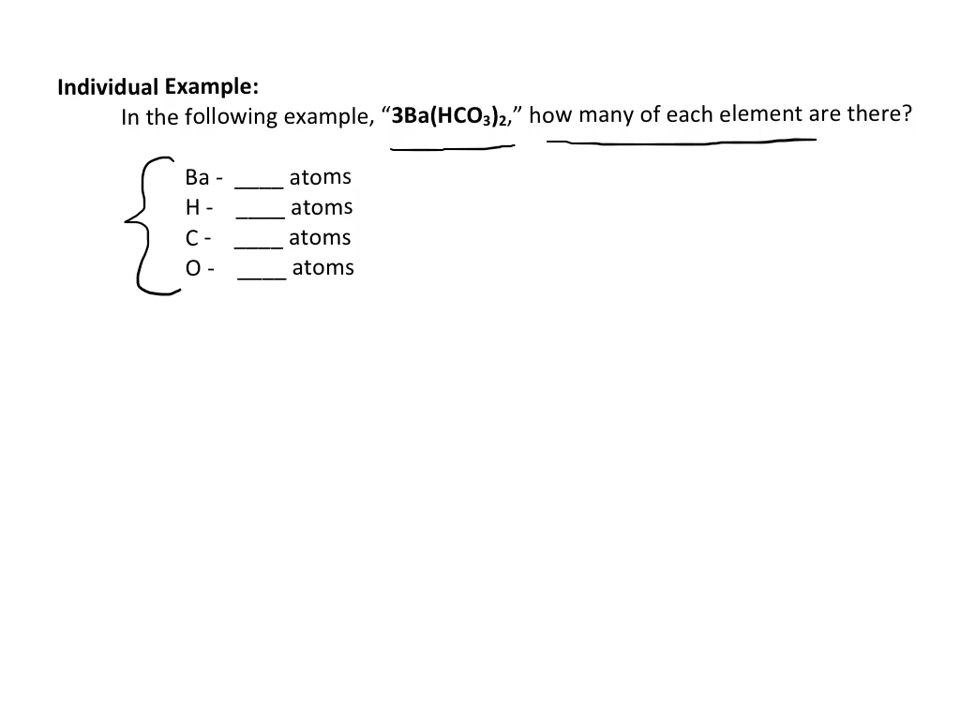 Individual Example:
In the following example, “3Ba(HCO₃)₂,” how many of each element are there?
Ba - ____ atoms
H - ____ atoms
C - ____ atoms
O - ____ atoms